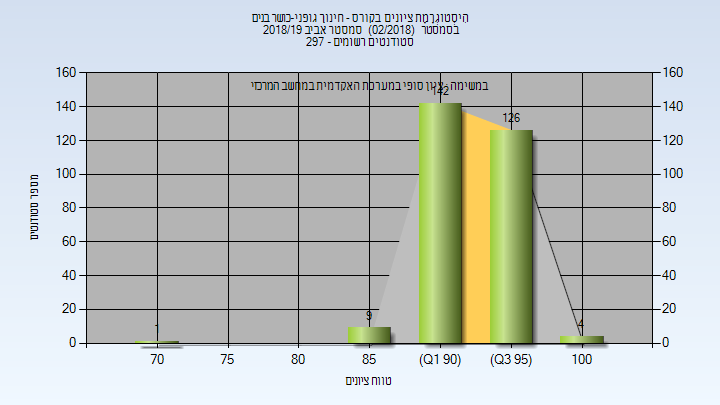 היסטוגרמת ציונים בקורס - חינוך גופני-כושר בנים
בסמסטר (02/2018) סמסטר אביב 2018/19
סטודנטים רשומים - 297
במשימה - ציון סופי במערכת האקדמית במחשב המרכזי
160 160
140 140
120 120
100 100
80 80
60 60
40 40
20 20
0 0
1 9 142 126 4
70 75 80 85 (Q1 90) (Q3 95) 100
טווח ציונים
מספר סטודנטים